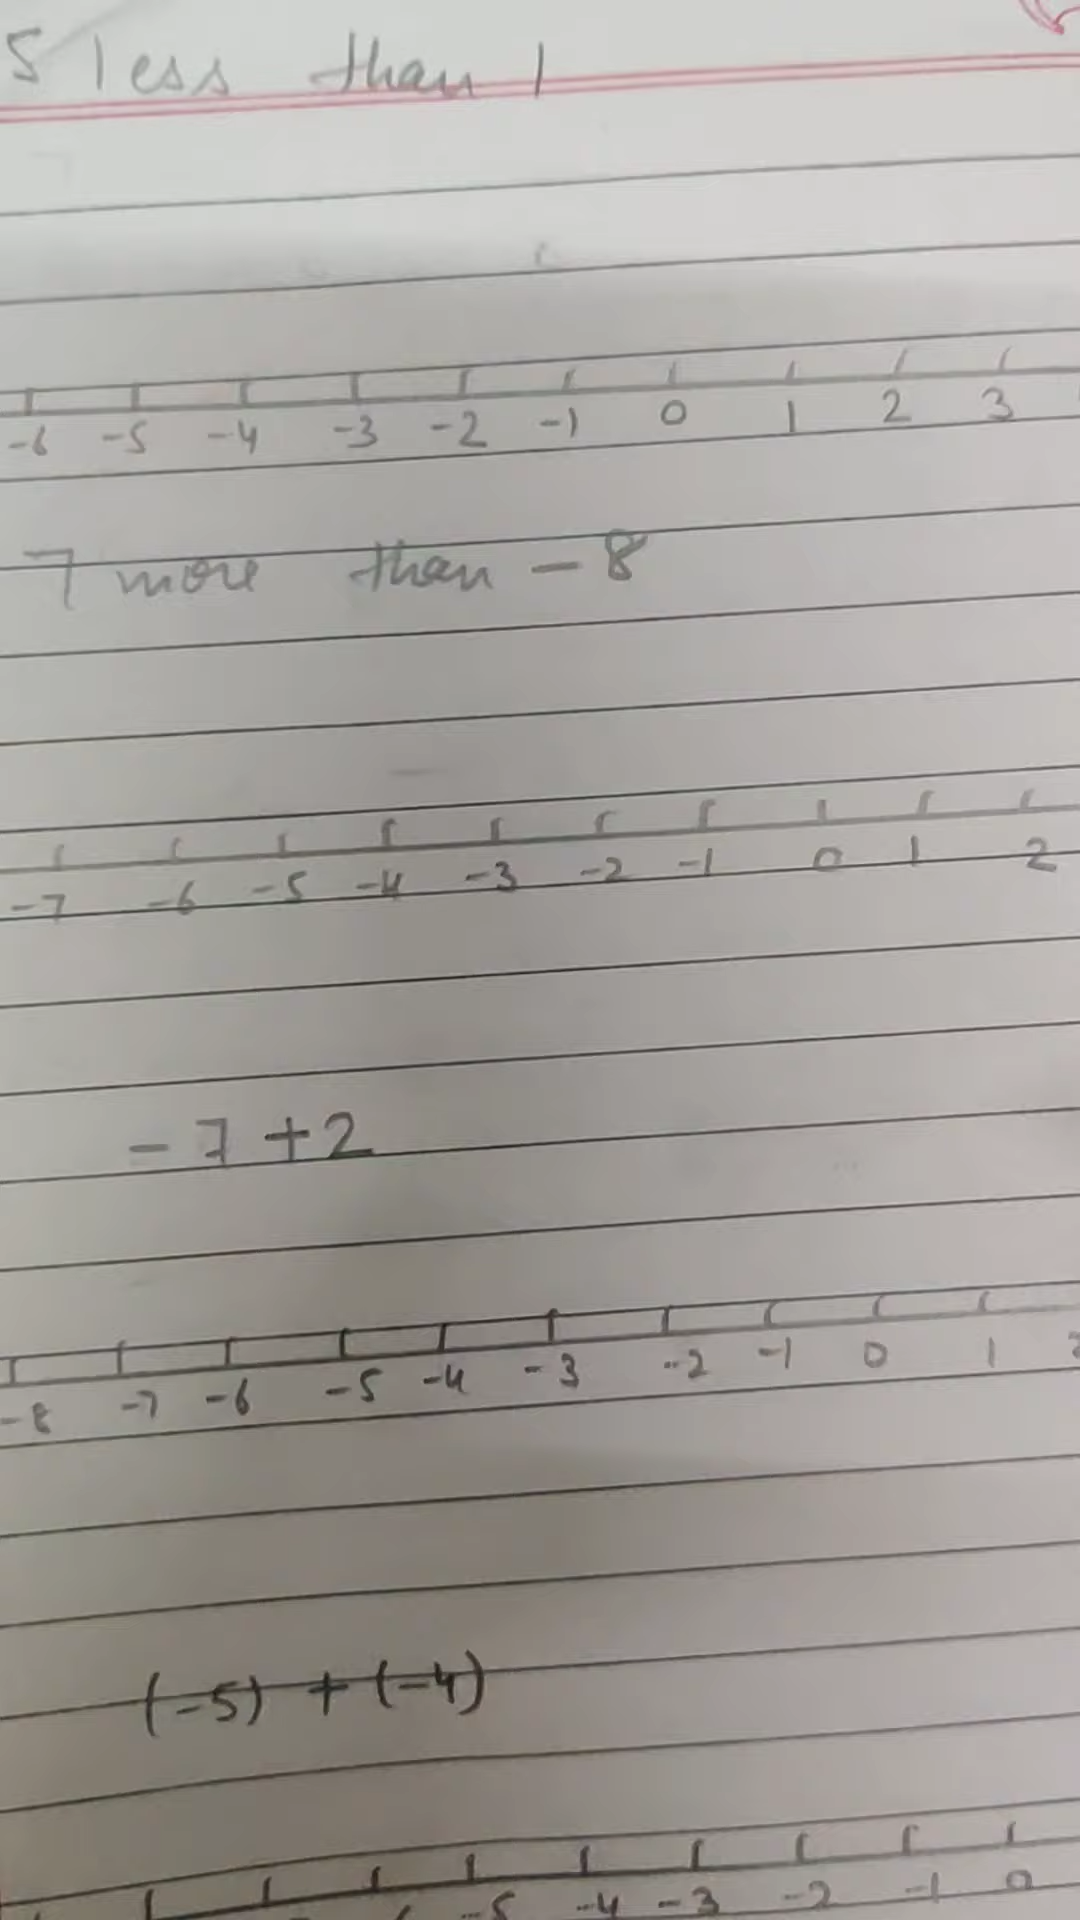 5 less than 1
-6 -5 -4 -3 -2 -1 0 1 2 3
7 more than -8
-7 -6 -5 -4 -3 -2 -1 0 1 2
-7 +2
-8 -7 -6 -5 -4 -3 -2 -1 0 1
(-5) + (-4)
-5 -4 -3 -2 -1 0